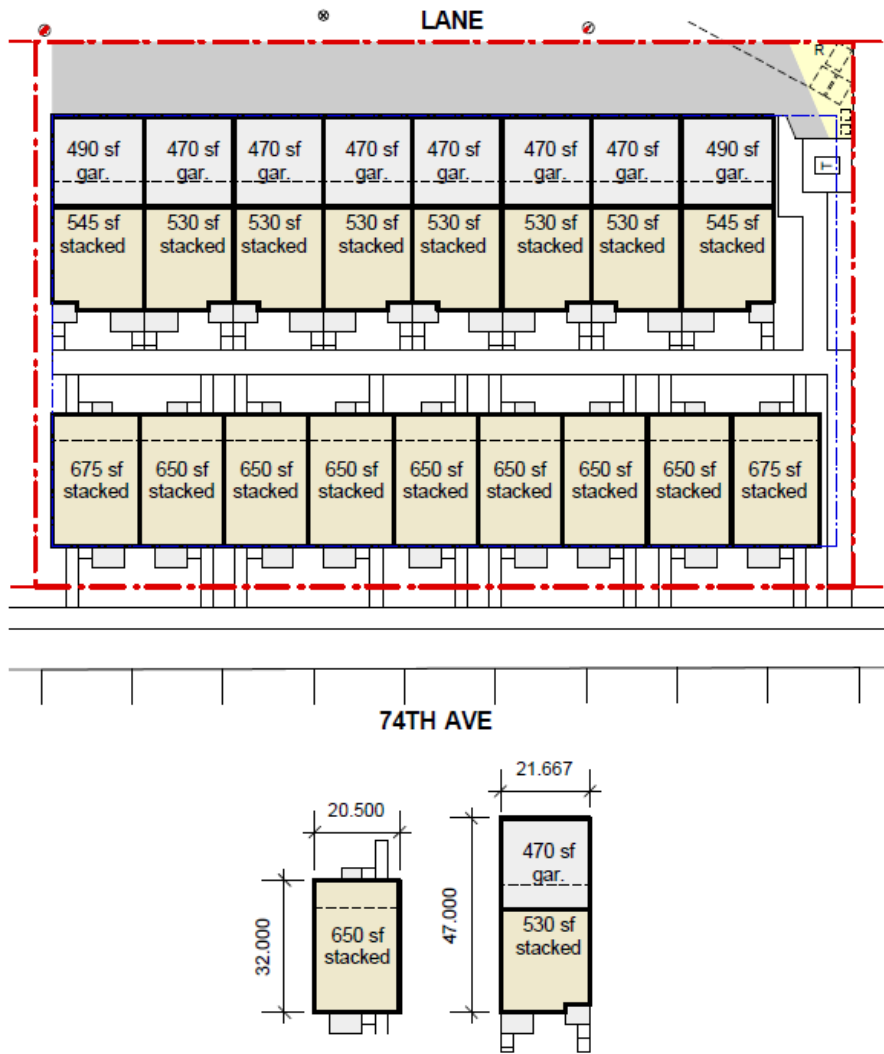 LANE
R
490 sf
gar.
470 sf
gar.
470 sf
gar.
470 sf
gar.
470 sf
gar.
470 sf
gar.
470 sf
gar.
490 sf
gar.
T
545 sf
stacked
530 sf
stacked
530 sf
stacked
530 sf
stacked
530 sf
stacked
530 sf
stacked
530 sf
stacked
545 sf
stacked
675 sf
stacked
650 sf
stacked
650 sf
stacked
650 sf
stacked
650 sf
stacked
650 sf
stacked
650 sf
stacked
650 sf
stacked
675 sf
stacked
74TH AVE
20.500
32.000
650 sf
stacked
21.667
47.000
470 sf
gar.
530 sf
stacked